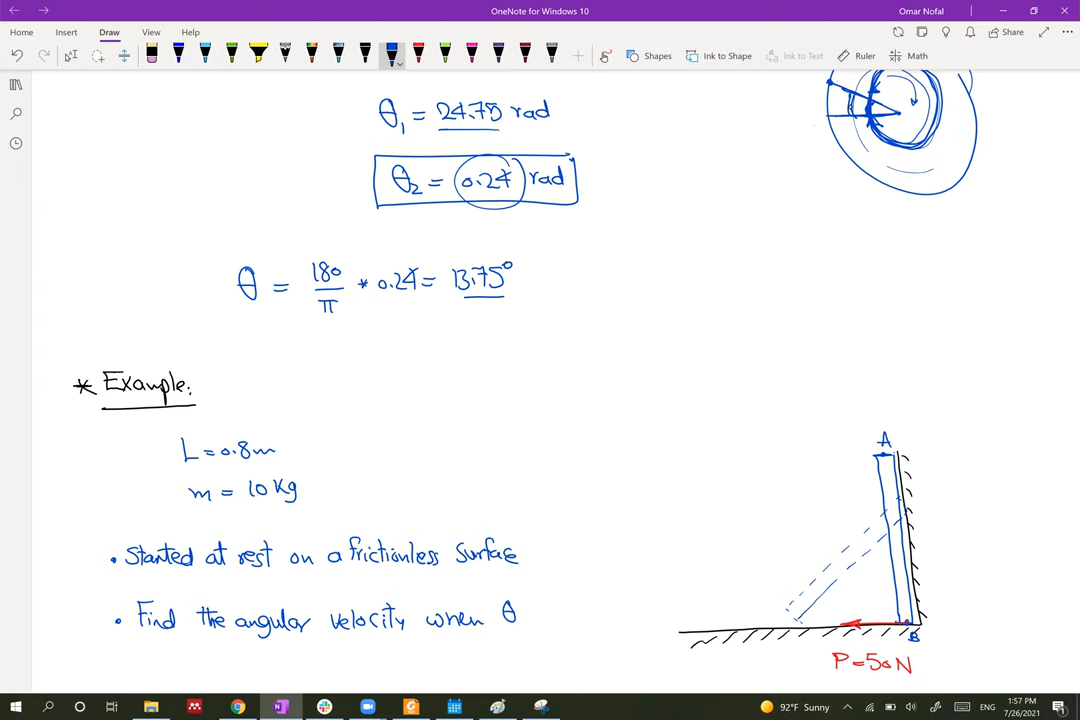 OneNote for Windows 10
Omar Nofal
Home Insert Draw View Help
Share
Shapes Ink to Shape Ink to Text Ruler Math
θ₁ = 24.75 rad
θ₂ = 0.24 rad
θ = 180/π * 0.24 = 13.75°
* Example:
L = 0.8m
m = 10 Kg
• Started at rest on a frictionless surface
• Find the angular velocity when θ
A
B
P = 50 N
92°F Sunny
ENG
1:57 PM
7/26/2021